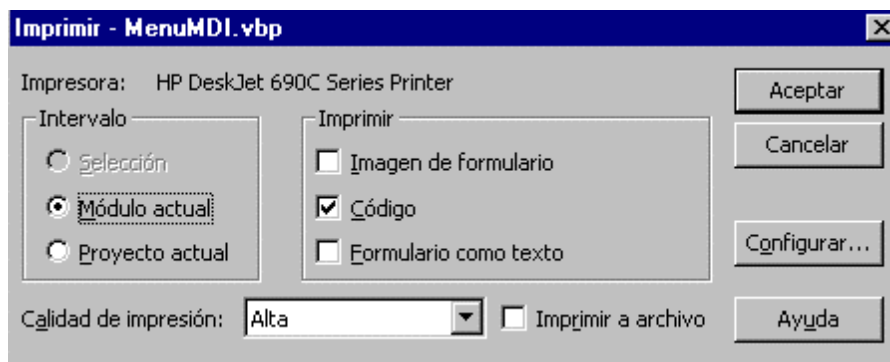 Imprimir - MenuMDI.vbp
Impresora: HP DeskJet 690C Series Printer
Aceptar
Intervalo
Imprimir
Cancelar
Selección
Imagen de formulario
Módulo actual
Código
Proyecto actual
Formulario como texto
Configurar...
Calidad de impresión: Alta
Imprimir a archivo
Ayuda